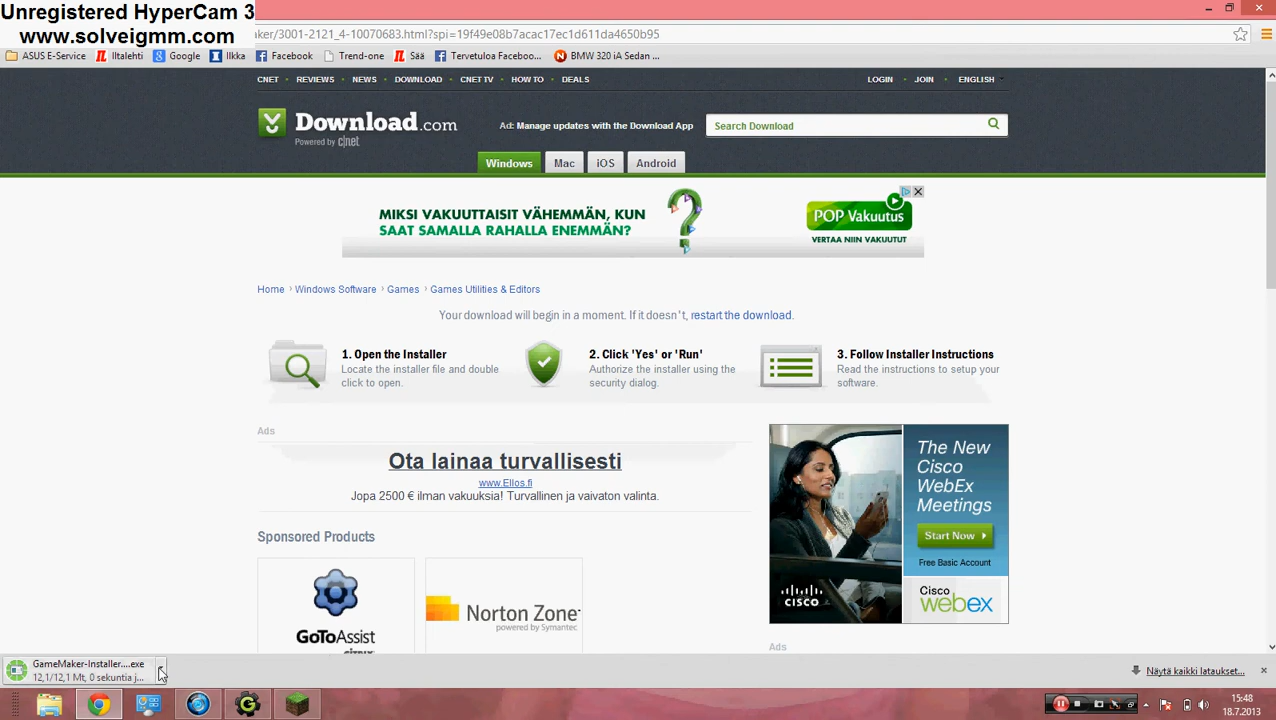 Unregistered HyperCam 3
www.solveigmm.com
aker/3001-2121_4-10070683.html?spi=19f49e08b7acac17ec1d611da4650b95
ASUS E-Service Iltalehti Google Ilkka Facebook Trend-one Sää Tervetuloa Faceboo... BMW 320 iA Sedan ...
CNET REVIEWS NEWS DOWNLOAD CNET TV HOW TO DEALS LOGIN JOIN ENGLISH
Download.com
Powered by c|net
Ad: Manage updates with the Download App
Search Download
Windows Mac iOS Android
MIKSI VAKUUTTAISIT VÄHEMMÄN, KUN
SAAT SAMALLA RAHALLA ENEMMÄN?
POP Vakuutus
VERTAA NIIN VAKUUTUT
Home › Windows Software › Games › Games Utilities & Editors
Your download will begin in a moment. If it doesn't, restart the download.
1. Open the Installer
Locate the installer file and double
click to open.
2. Click 'Yes' or 'Run'
Authorize the installer using the
security dialog.
3. Follow Installer Instructions
Read the instructions to setup your
software.
Ads
Ota lainaa turvallisesti
www.Ellos.fi
Jopa 2500 € ilman vakuuksia! Turvallinen ja vaivaton valinta.
The New
Cisco
WebEx
Meetings
Start Now
Free Basic Account
CISCO
Cisco
webex
Sponsored Products
GoToAssist
Norton Zone
powered by Symantec
Ads
GameMaker-Installer....exe
12,1/12,1 Mt, 0 sekuntia j...
Näytä kaikki lataukset...
15:48
18.7.2013